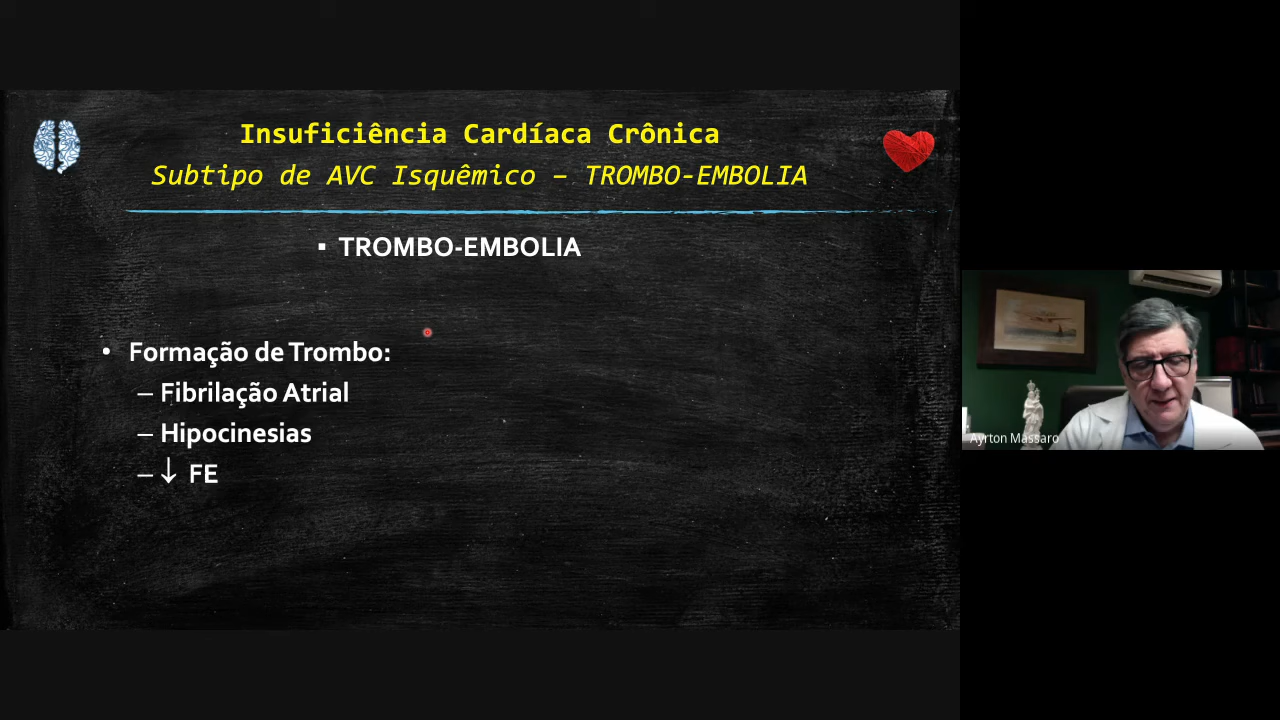 Insuficiência Cardíaca Crônica
Subtipo de AVC Isquêmico – TROMBO-EMBOLIA
▪ TROMBO-EMBOLIA
• Formação de Trombo:
– Fibrilação Atrial
– Hipocinesias
– ↓ FE
Ayrton Massaro